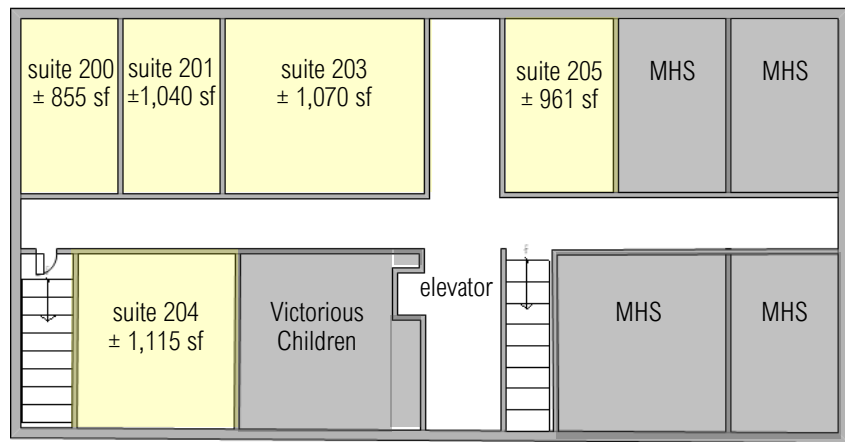 suite 200
± 855 sf
suite 201
±1,040 sf
suite 203
± 1,070 sf
suite 205
± 961 sf
MHS
MHS
suite 204
± 1,115 sf
Victorious
Children
elevator
MHS
MHS